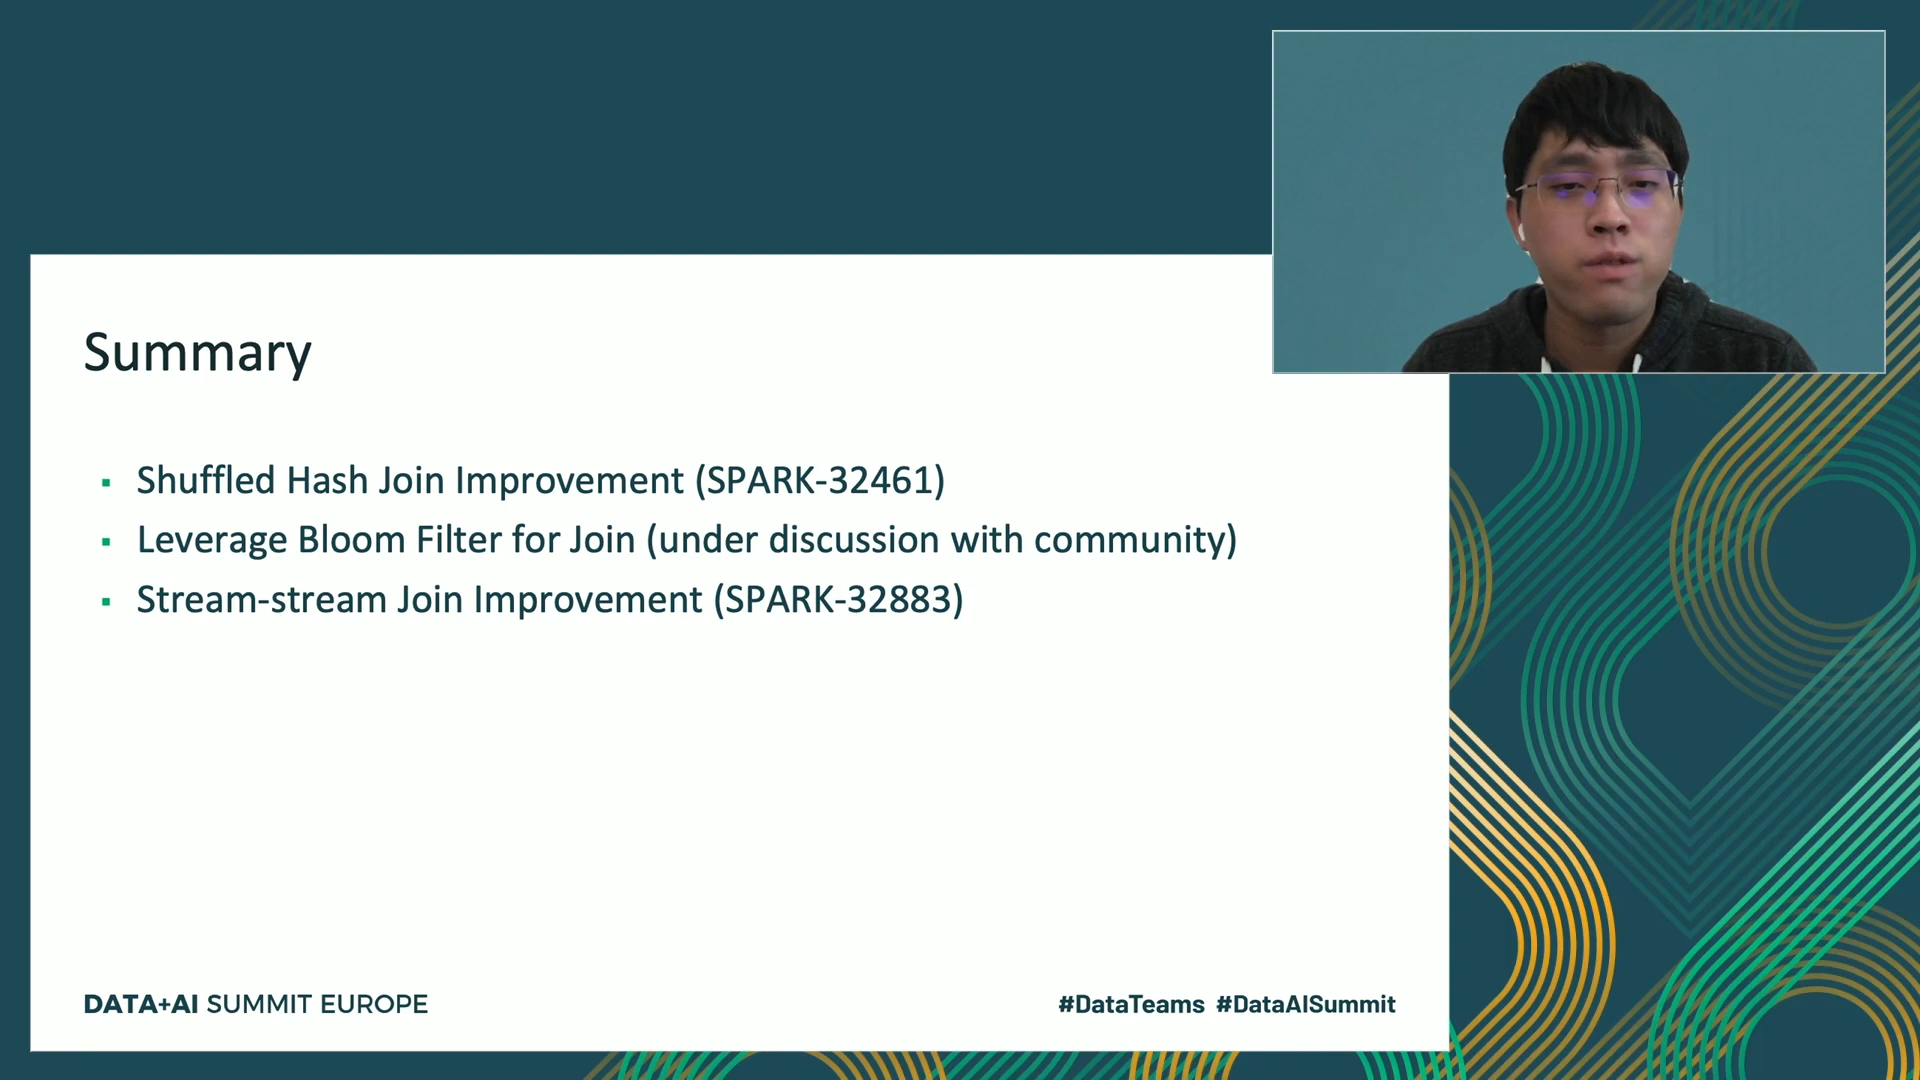 Summary
Shuffled Hash Join Improvement (SPARK-32461)
Leverage Bloom Filter for Join (under discussion with community)
Stream-stream Join Improvement (SPARK-32883)
DATA+AI SUMMIT EUROPE
#DataTeams #DataAISummit